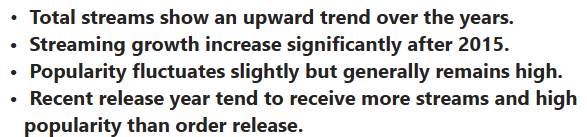 • Total streams show an upward trend over the years.
• Streaming growth increase significantly after 2015.
• Popularity fluctuates slightly but generally remains high.
• Recent release year tend to receive more streams and high
popularity than order release.